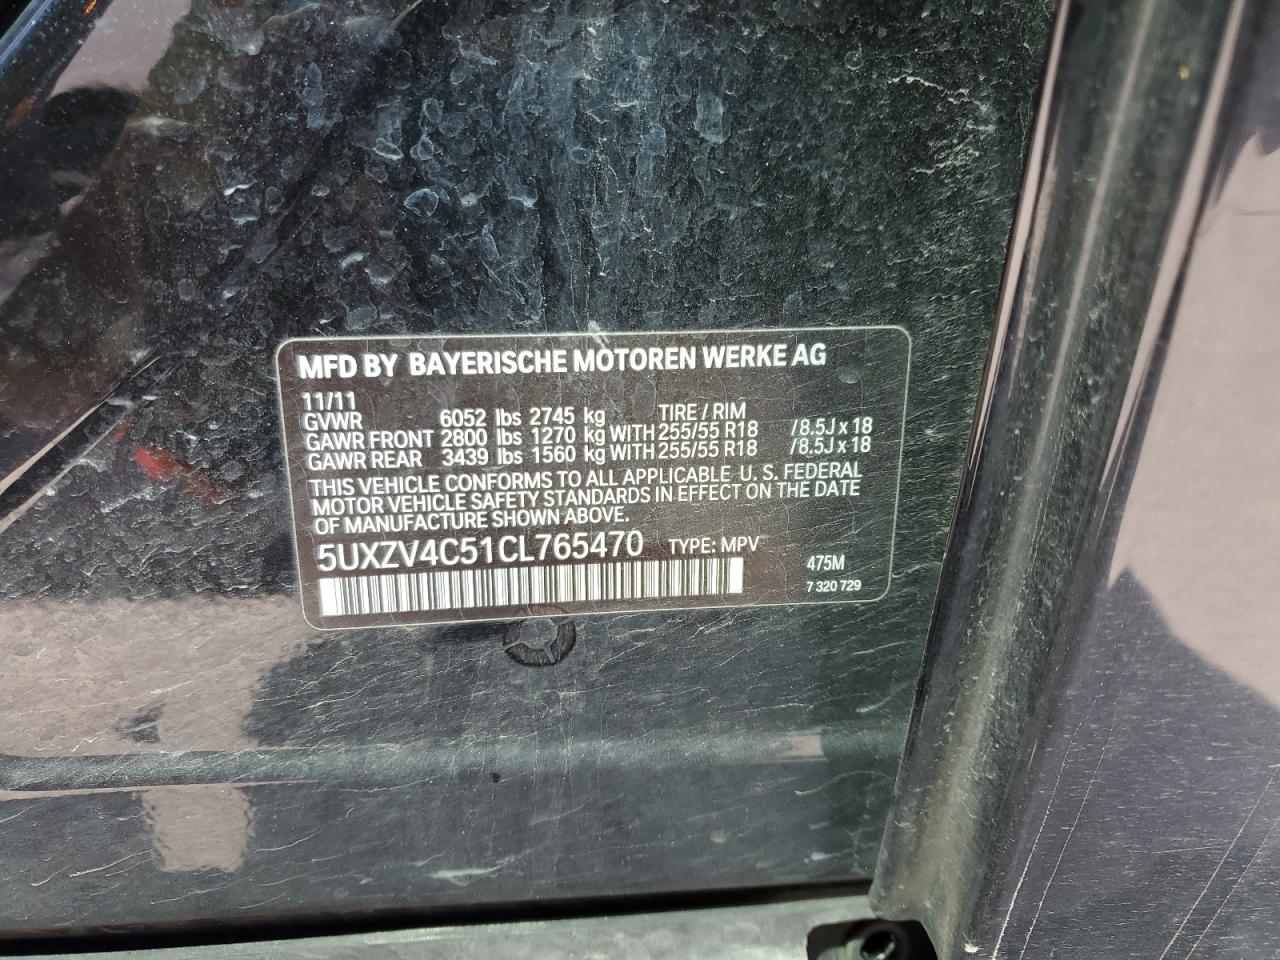 MFD BY BAYERISCHE MOTOREN WERKE AG
11/11
GVWR 6052 lbs 2745 kg TIRE / RIM
GAWR FRONT 2800 lbs 1270 kg WITH 255/55 R18 /8.5J x 18
GAWR REAR 3439 lbs 1560 kg WITH 255/55 R18 /8.5J x 18
THIS VEHICLE CONFORMS TO ALL APPLICABLE U. S. FEDERAL
MOTOR VEHICLE SAFETY STANDARDS IN EFFECT ON THE DATE
OF MANUFACTURE SHOWN ABOVE.
5UXZV4C51CL765470 TYPE: MPV
475M
7 320 729